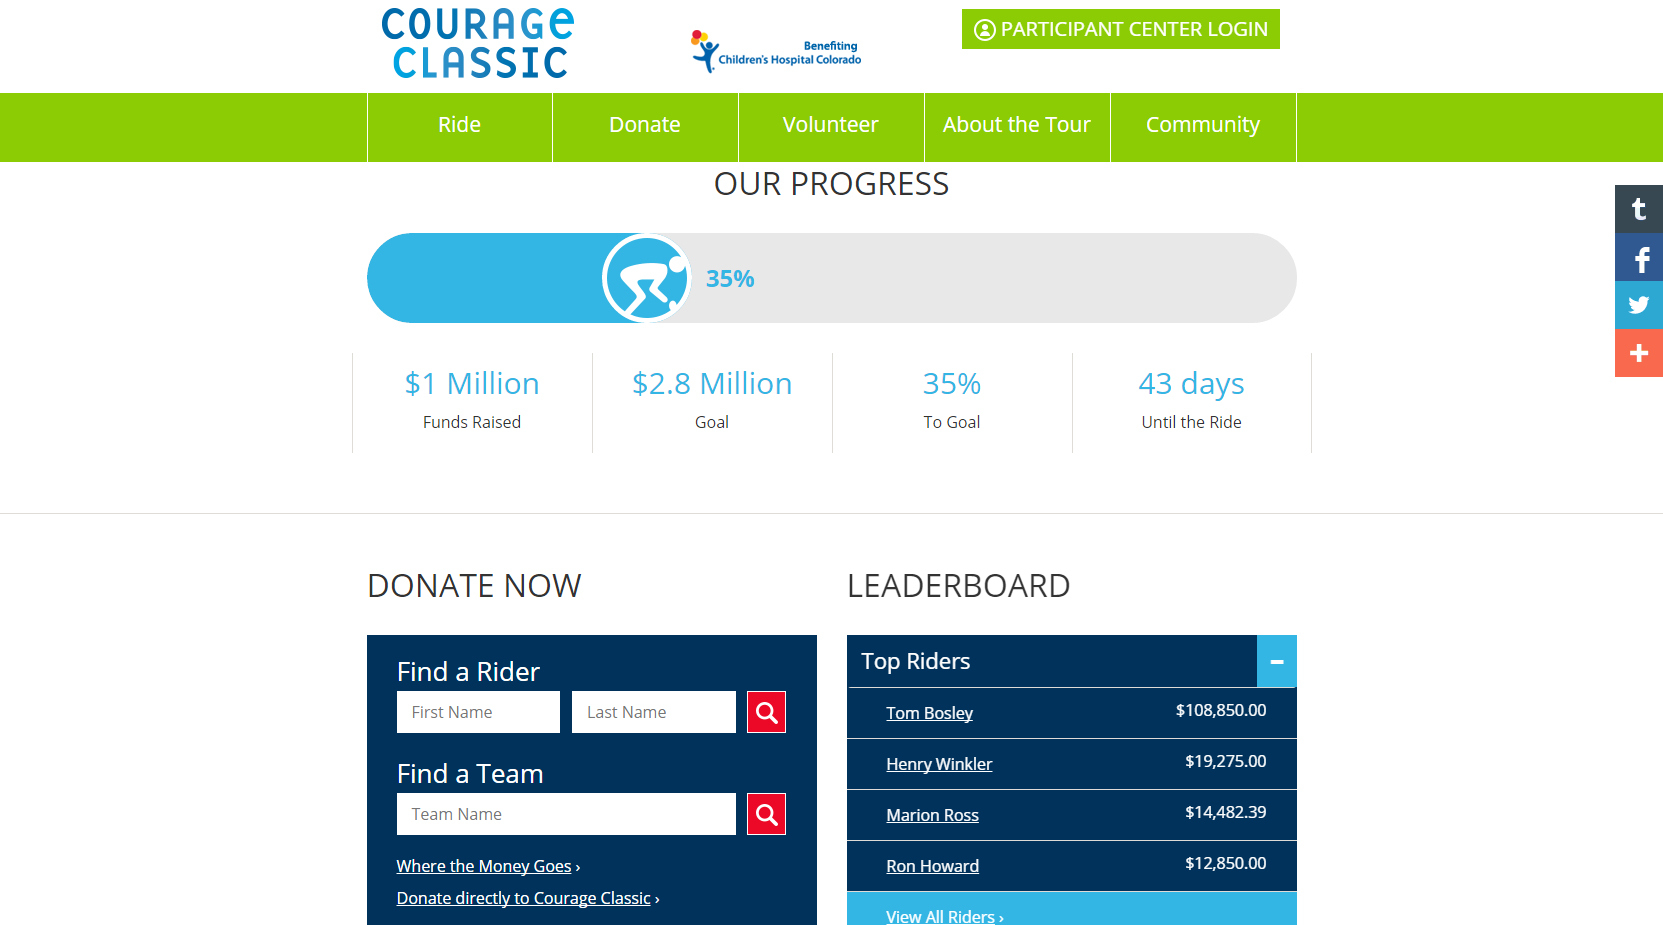 COURAGE
CLASSIC
Benefiting
Children's Hospital Colorado
PARTICIPANT CENTER LOGIN
Ride
Donate
Volunteer
About the Tour
Community
OUR PROGRESS
35%
$1 Million
Funds Raised
$2.8 Million
Goal
35%
To Goal
43 days
Until the Ride
DONATE NOW
Find a Rider
First Name
Last Name
Find a Team
Team Name
Where the Money Goes ›
Donate directly to Courage Classic ›
LEADERBOARD
Top Riders
Tom Bosley $108,850.00
Henry Winkler $19,275.00
Marion Ross $14,482.39
Ron Howard $12,850.00
View All Riders ›